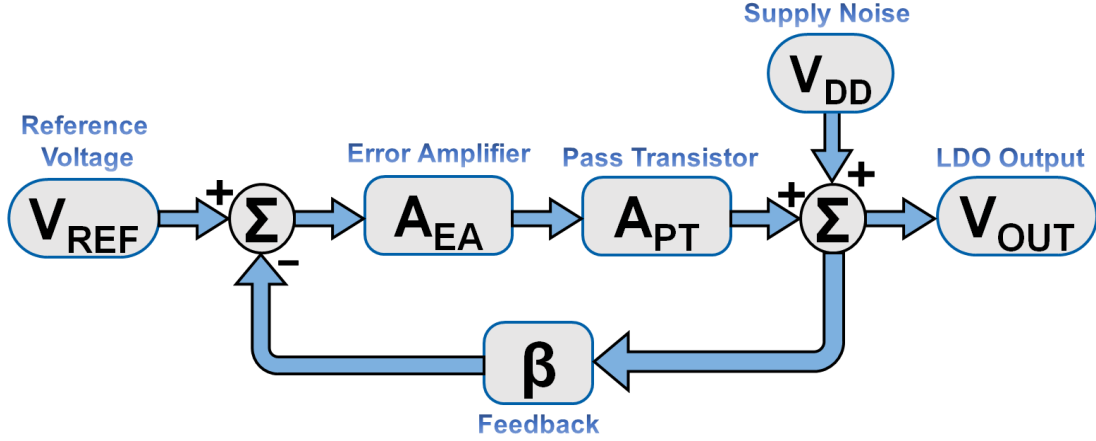 Supply Noise
V_DD
Reference
Voltage
Error Amplifier
Pass Transistor
LDO Output
V_REF
+
Σ
-
A_EA
A_PT
+
+
Σ
V_OUT
β
Feedback